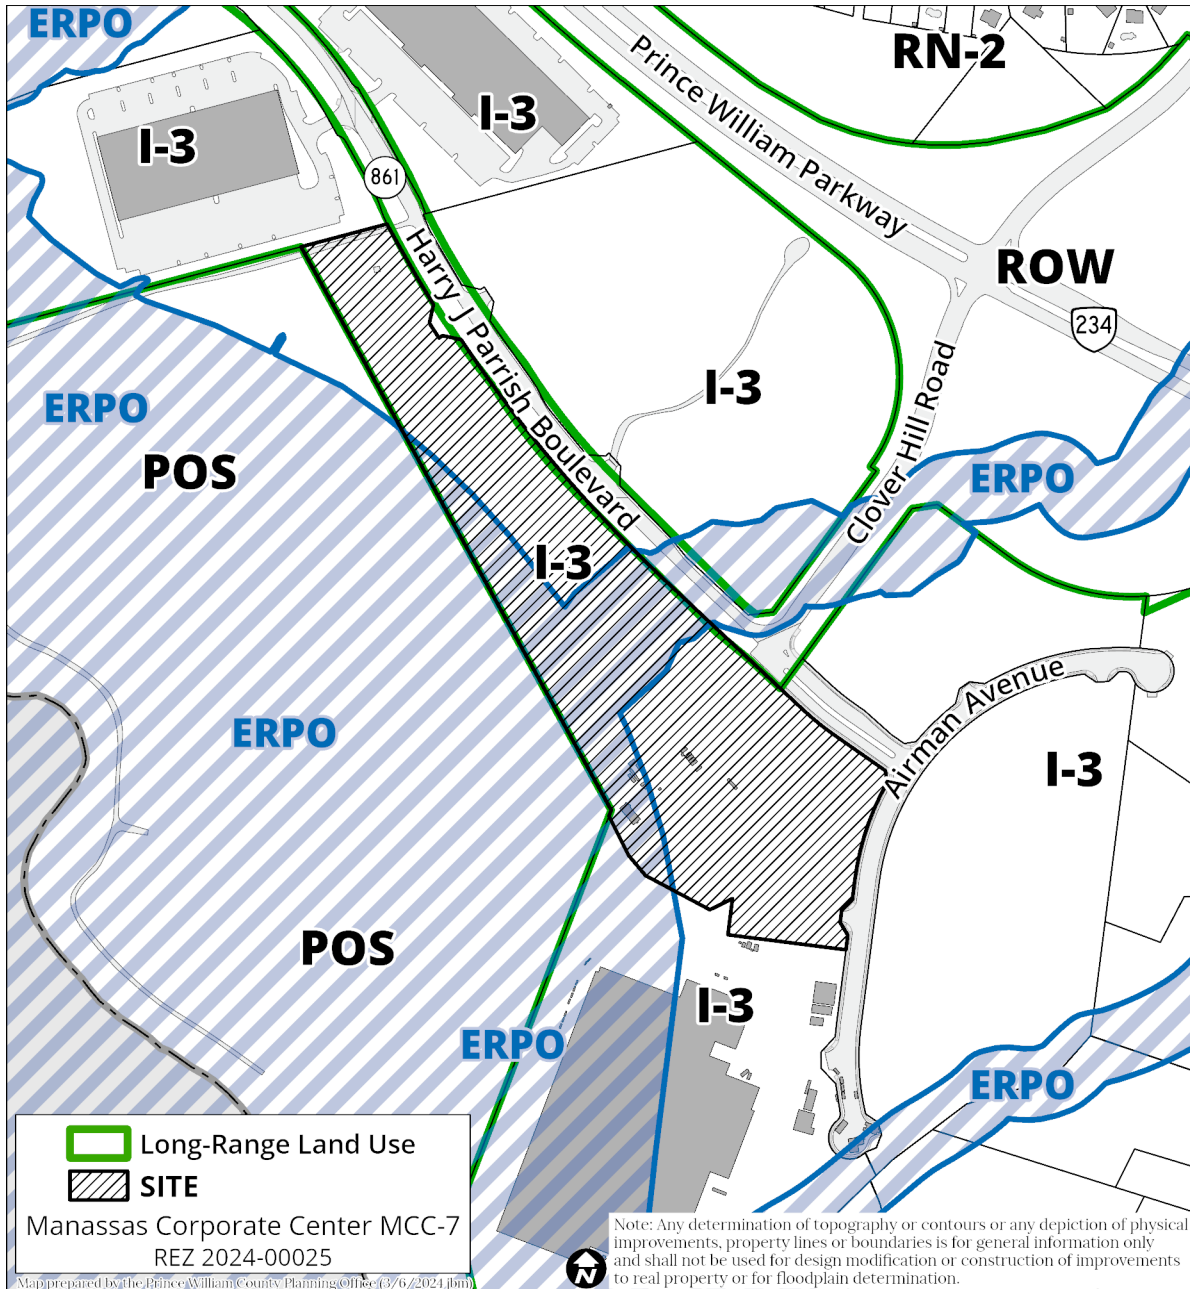 ERPO
RN-2
I-3
I-3
Prince William Parkway
861
ROW
234
Harry J Parrish Boulevard
I-3
Clover Hill Road
ERPO
POS
ERPO
I-3
ERPO
Airman Avenue
I-3
POS
I-3
ERPO
ERPO
Long-Range Land Use
SITE
Manassas Corporate Center MCC-7
REZ 2024-00025
Map prepared by the Prince William County Planning Office (3/6/2024 jbm)
N
Note: Any determination of topography or contours or any depiction of physical
improvements, property lines or boundaries is for general information only
and shall not be used for design modification or construction of improvements
to real property or for floodplain determination.